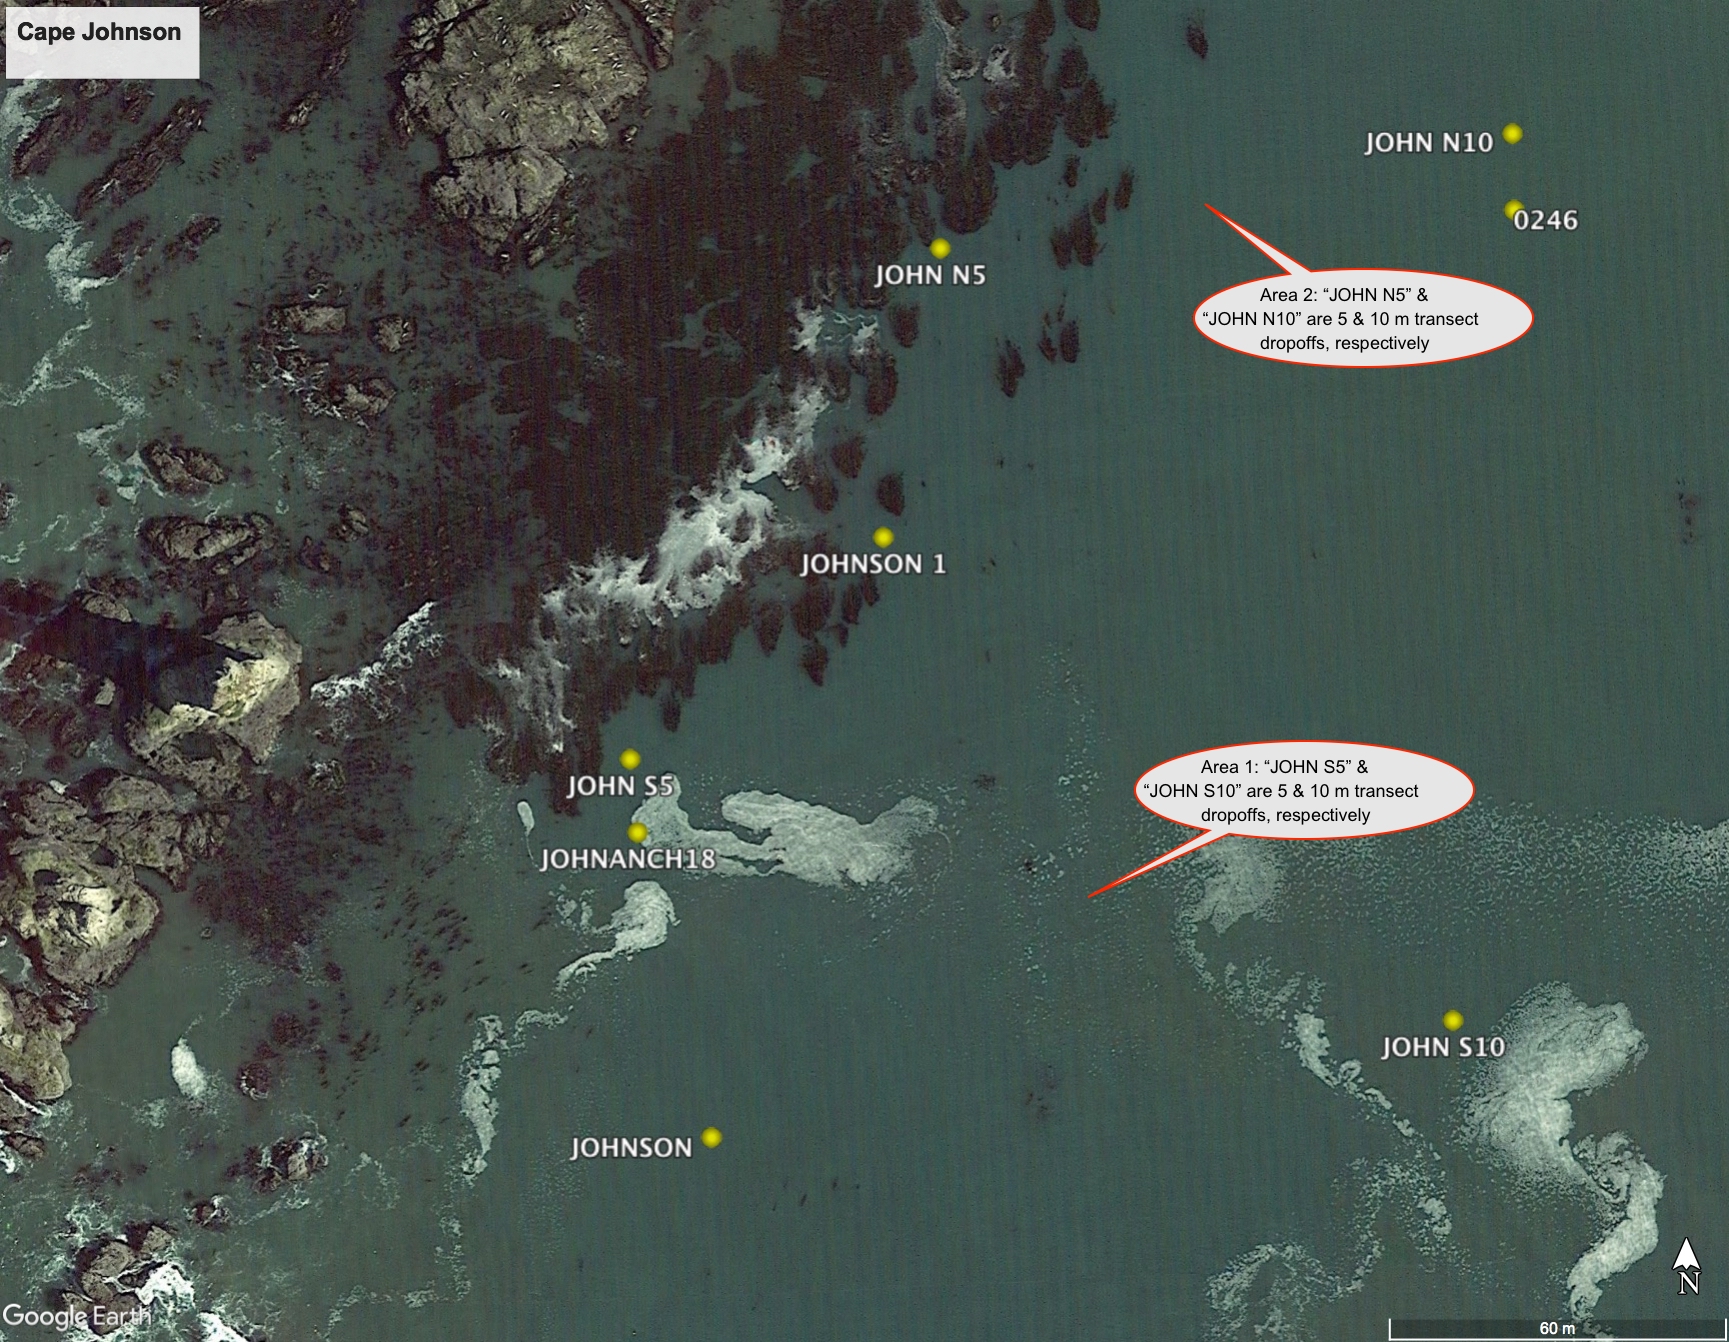 Cape Johnson
JOHN N10
0246
JOHN N5
Area 2: “JOHN N5” &
“JOHN N10” are 5 & 10 m transect
dropoffs, respectively
JOHNSON 1
Area 1: “JOHN S5” &
“JOHN S10” are 5 & 10 m transect
dropoffs, respectively
JOHN S5
JOHNANCH18
JOHN S10
JOHNSON
N
Google Earth
60 m